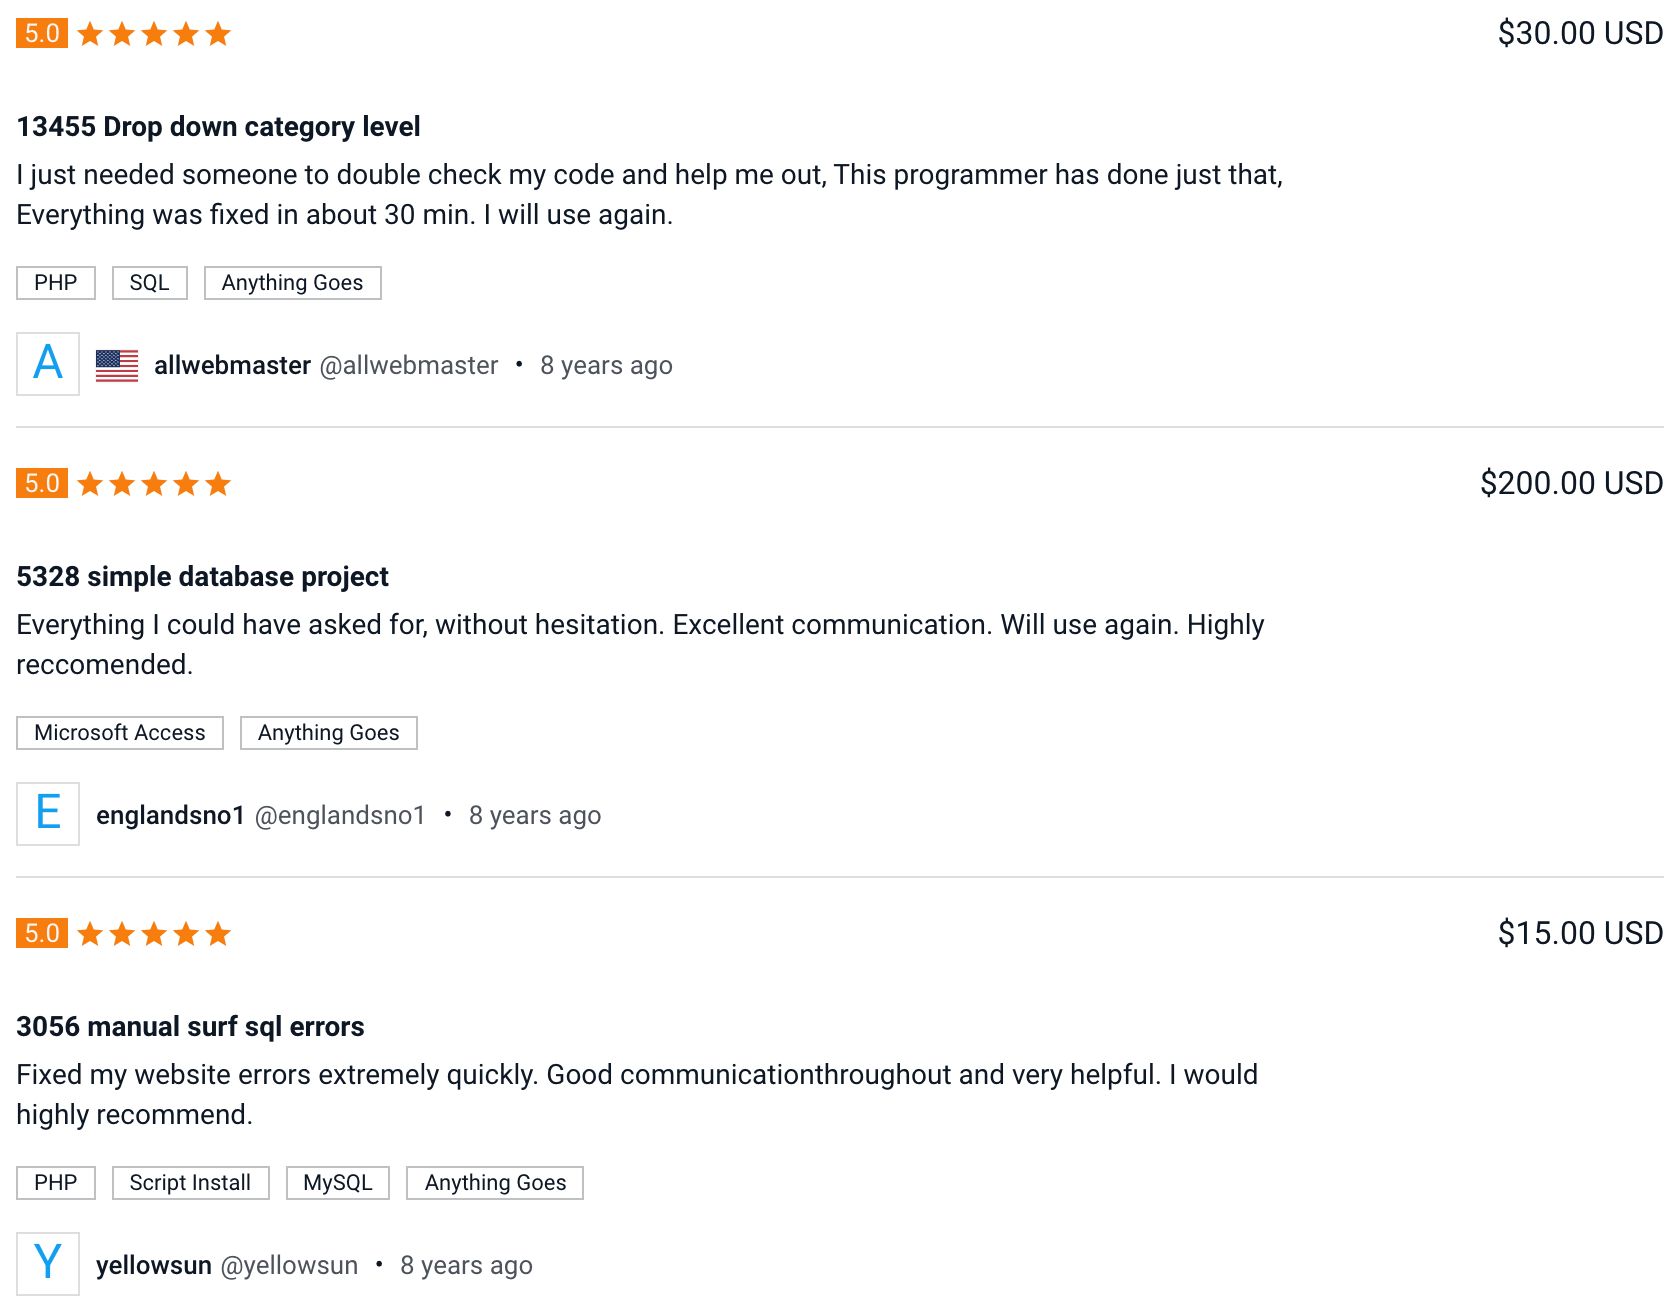 5.0
$30.00 USD
13455 Drop down category level
I just needed someone to double check my code and help me out, This programmer has done just that,
Everything was fixed in about 30 min. I will use again.
PHP SQL Anything Goes
A allwebmaster @allwebmaster • 8 years ago
5.0
$200.00 USD
5328 simple database project
Everything I could have asked for, without hesitation. Excellent communication. Will use again. Highly
reccomended.
Microsoft Access Anything Goes
E englandsno1 @englandsno1 • 8 years ago
5.0
$15.00 USD
3056 manual surf sql errors
Fixed my website errors extremely quickly. Good communicationthroughout and very helpful. I would
highly recommend.
PHP Script Install MySQL Anything Goes
Y yellowsun @yellowsun • 8 years ago